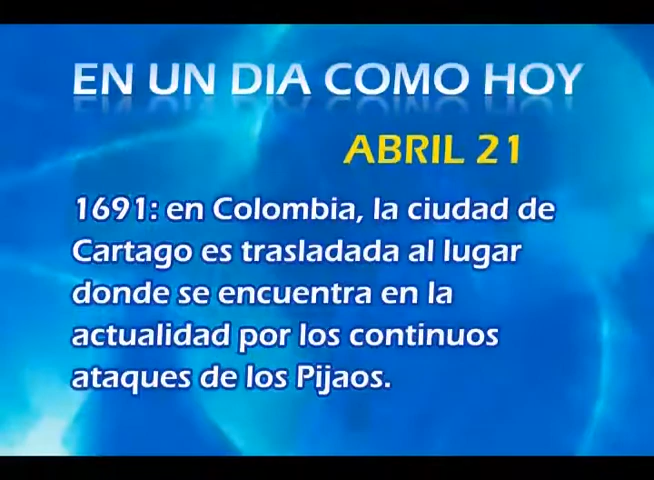 EN UN DIA COMO HOY
ABRIL 21
1691: en Colombia, la ciudad de
Cartago es trasladada al lugar
donde se encuentra en la
actualidad por los continuos
ataques de los Pijaos.